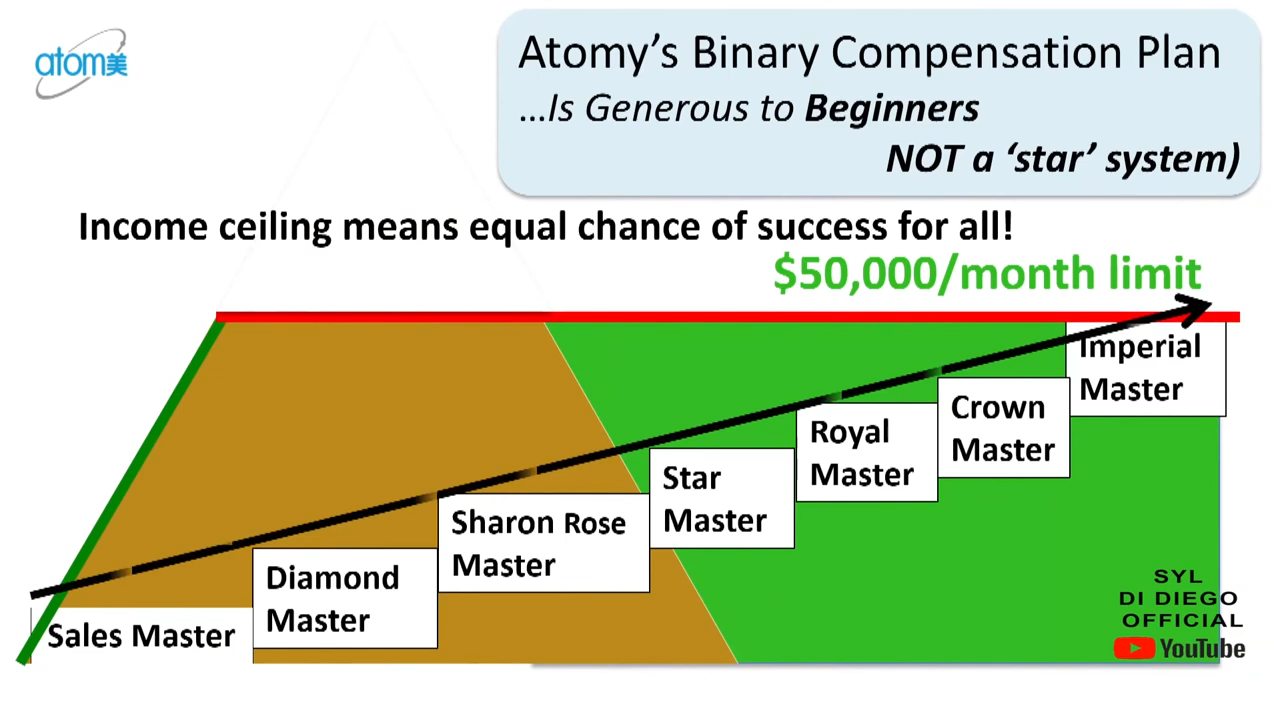 atom美
Atomy’s Binary Compensation Plan
...Is Generous to Beginners
NOT a ‘star’ system)
Income ceiling means equal chance of success for all!
$50,000/month limit
Imperial
Master
Crown
Master
Royal
Master
Star
Master
Sharon Rose
Master
Diamond
Master
Sales Master
SYL
DI DIEGO
OFFICIAL
YouTube